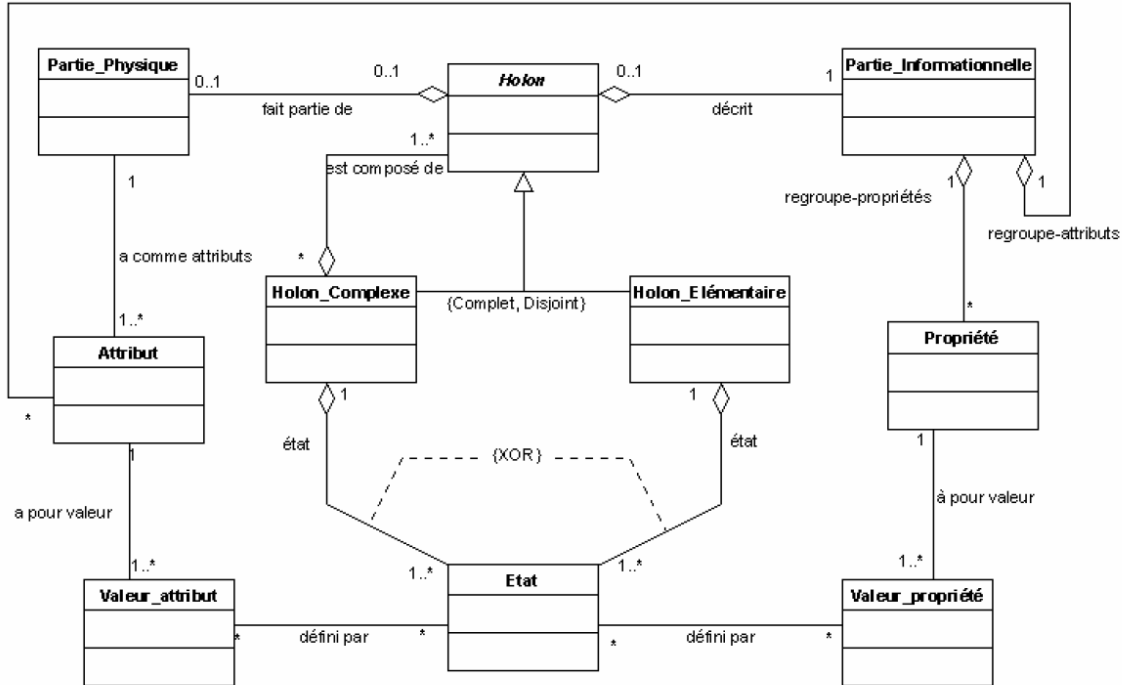 Partie_Physique
Holon
Partie_Informationnelle
0..1
0..1
0..1
1
fait partie de
décrit
1..*
est composé de
1
1
1
regroupe-propriétés
regroupe-attributs
a comme attributs
*
Holon_Complexe
{Complet, Disjoint}
Holon_Elémentaire
1..*
*
Attribut
Propriété
*
1
1
1
1
état
{XOR}
état
a pour valeur
à pour valeur
1..*
1..*
1..*
1..*
Valeur_attribut
Etat
Valeur_propriété
*
défini par
*
*
défini par
*